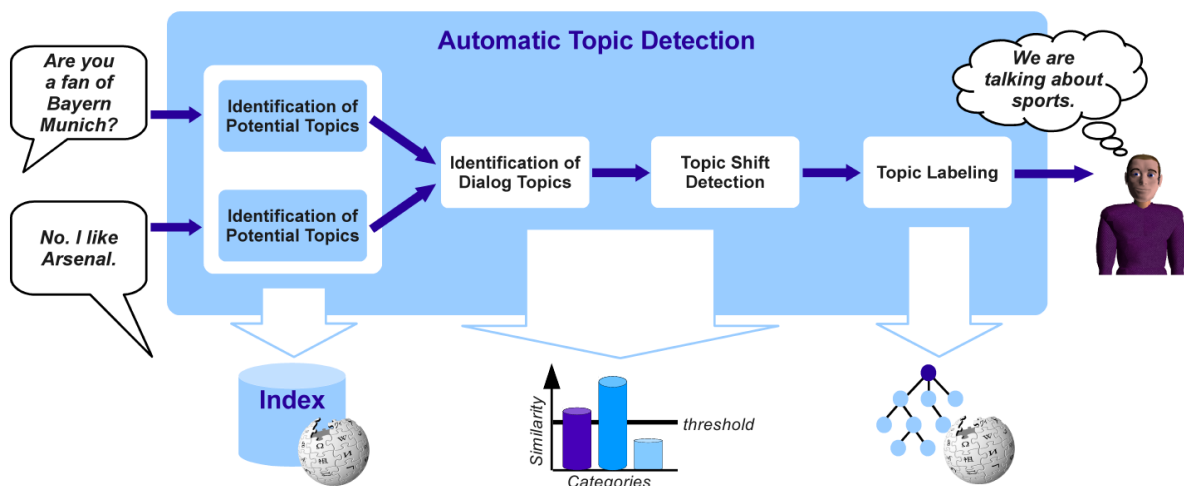 Automatic Topic Detection
Are you
a fan of
Bayern
Munich?
No. I like
Arsenal.
Identification of
Potential Topics
Identification of
Potential Topics
Identification of
Dialog Topics
Topic Shift
Detection
Topic Labeling
We are
talking about
sports.
Index
Similarity
threshold
Categories